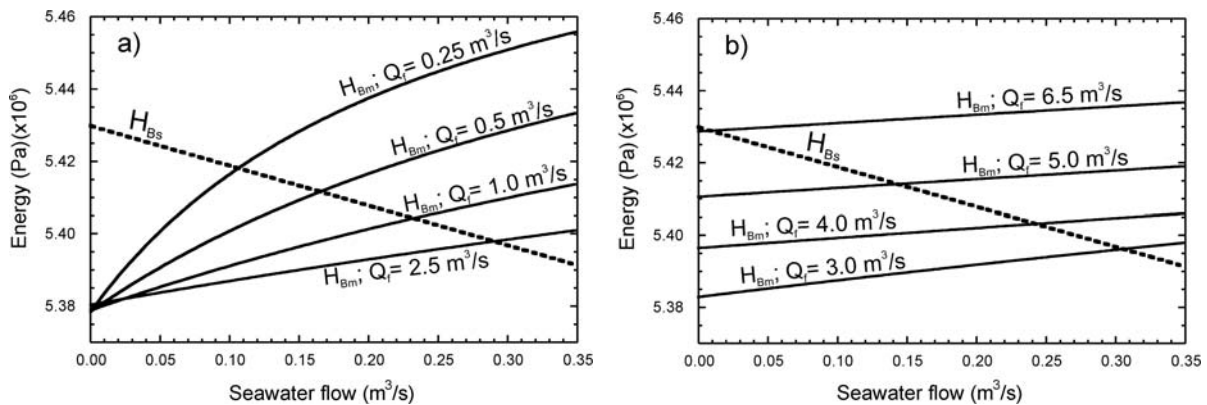 a)
Energy (Pa)(x10⁶)
5.46
5.44
5.42
5.40
5.38
H_Bs
H_Bm; Q_f= 0.25 m³/s
H_Bm; Q_f= 0.5 m³/s
H_Bm; Q_f= 1.0 m³/s
H_Bm; Q_f= 2.5 m³/s
0.00 0.05 0.10 0.15 0.20 0.25 0.30 0.35
Seawater flow (m³/s)
b)
Energy (Pa) (x10⁶)
5.46
5.44
5.42
5.40
5.38
H_Bm; Q_f= 6.5 m³/s
H_Bs
H_Bm; Q_f= 5.0 m³/s
H_Bm; Q_f= 4.0 m³/s
H_Bm; Q_f= 3.0 m³/s
0.00 0.05 0.10 0.15 0.20 0.25 0.30 0.35
Seawater flow (m³/s)